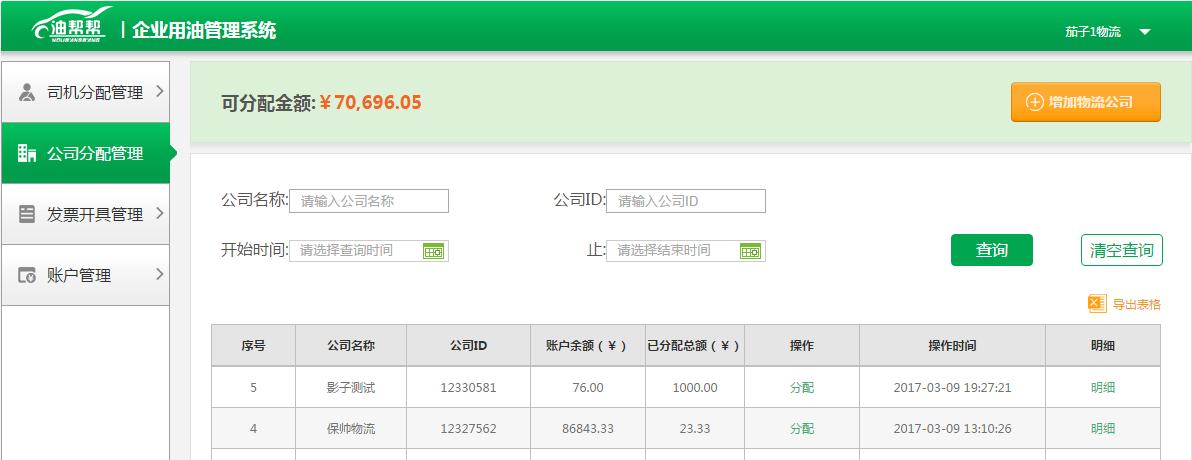 油帮帮 | 企业用油管理系统
YOUBANGBANG
茄子1物流
司机分配管理
公司分配管理
发票开具管理
账户管理
可分配金额:￥70,696.05
增加物流公司
公司名称: 请输入公司名称 公司ID: 请输入公司ID
开始时间: 请选择查询时间 止: 请选择结束时间 查询 清空查询
导出表格
序号 公司名称 公司ID 账户余额（￥） 已分配总额（￥） 操作 操作时间 明细
5 影子测试 12330581 76.00 1000.00 分配 2017-03-09 19:27:21 明细
4 保帅物流 12327562 86843.33 23.33 分配 2017-03-09 13:10:26 明细